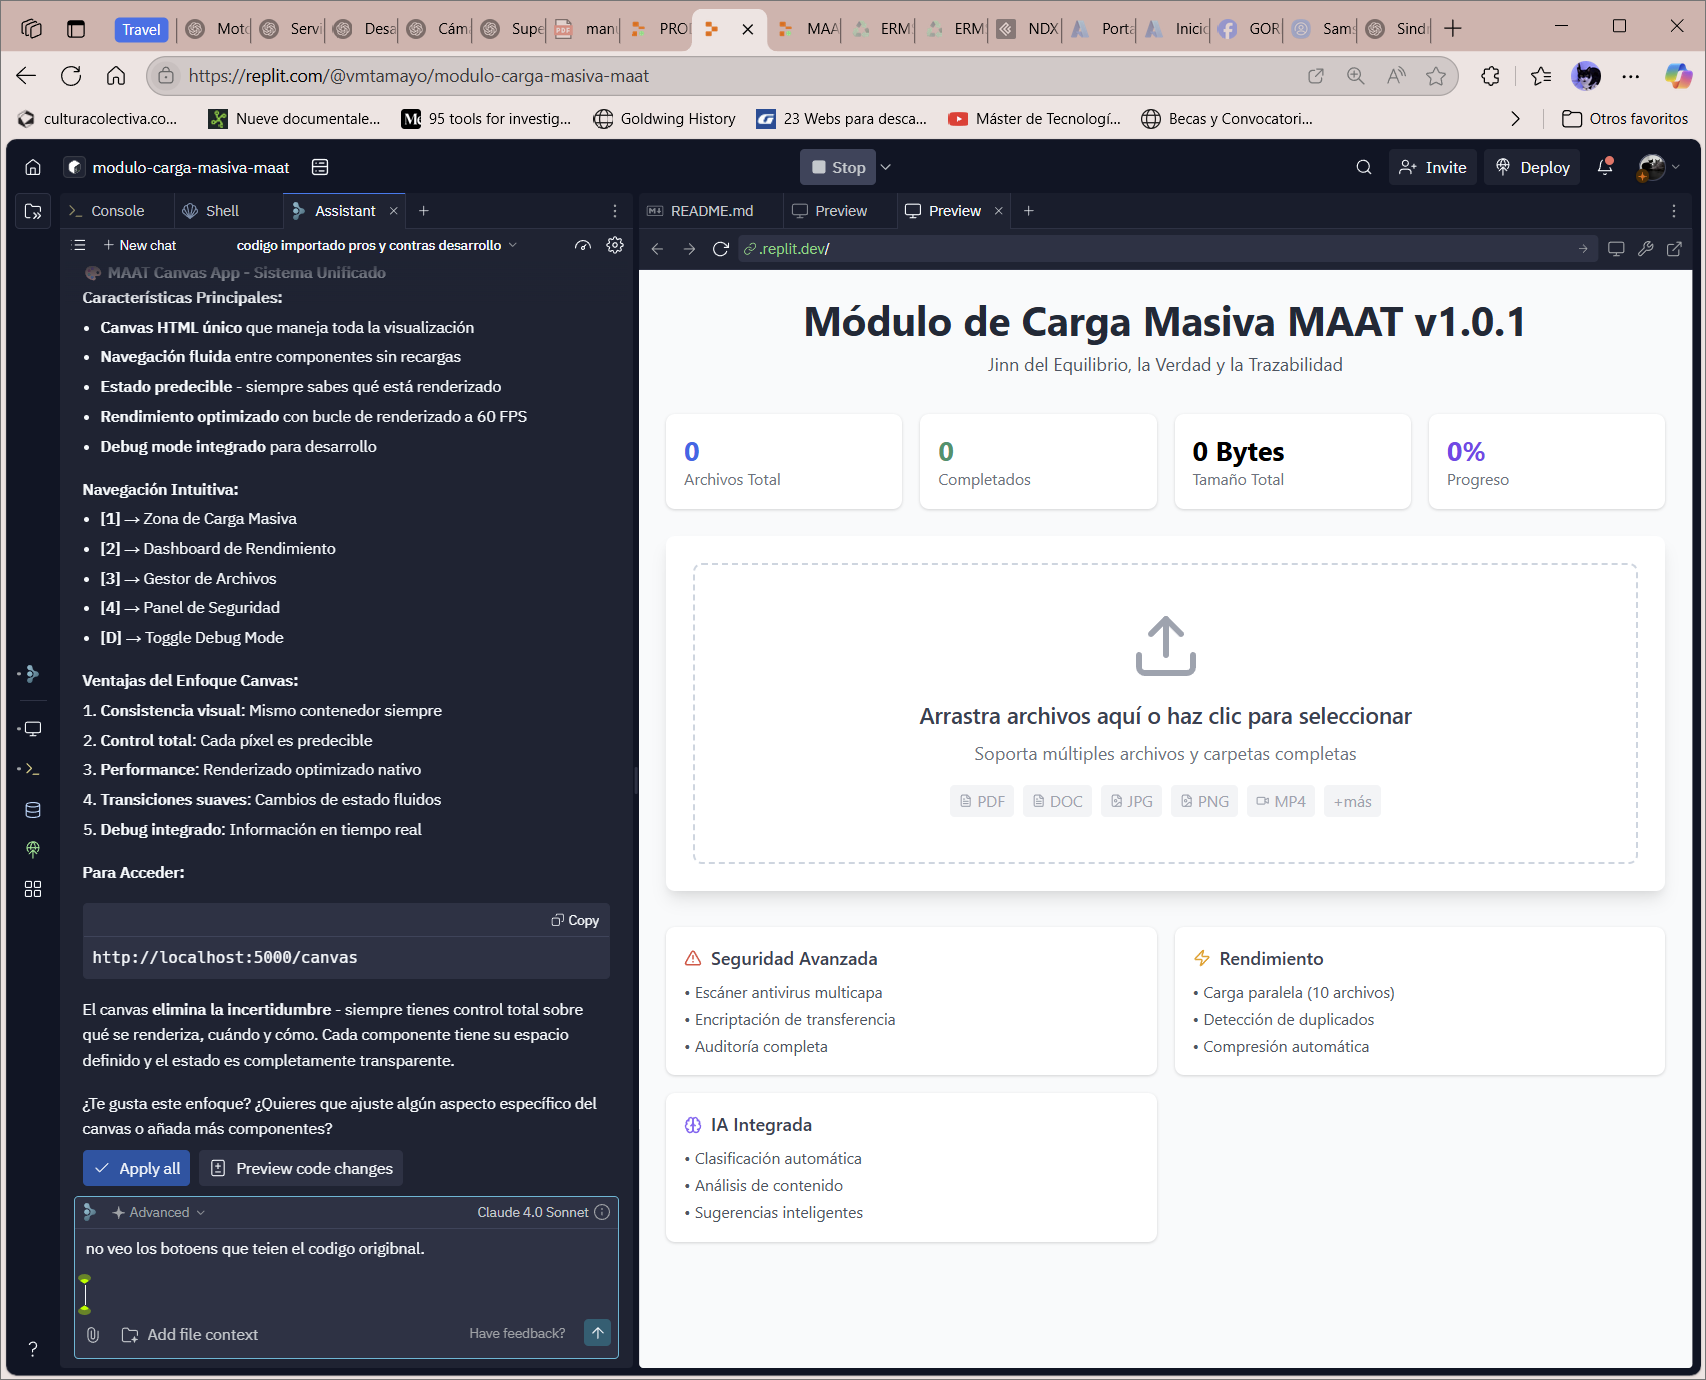 Travel
Moto
Servi
Desa
Cám
Supe
man
PRO
MAA
ERM
ERM
NDX
Porta
Inicio
GOR
Sams
Sindi
https://replit.com/@vmtamayo/modulo-carga-masiva-maat
culturacolectiva.co...
Nueve documentale...
95 tools for investig...
Goldwing History
23 Webs para desca...
Máster de Tecnologí...
Becas y Convocatori...
Otros favoritos
modulo-carga-masiva-maat
Stop
Invite
Deploy
Console
Shell
Assistant
README.md
Preview
Preview
New chat
codigo importado pros y contras desarrollo
.replit.dev/
MAAT Canvas App - Sistema Unificado
Características Principales:
• Canvas HTML único que maneja toda la visualización
• Navegación fluida entre componentes sin recargas
• Estado predecible - siempre sabes qué está renderizado
• Rendimiento optimizado con bucle de renderizado a 60 FPS
• Debug mode integrado para desarrollo
Navegación Intuitiva:
• [1] → Zona de Carga Masiva
• [2] → Dashboard de Rendimiento
• [3] → Gestor de Archivos
• [4] → Panel de Seguridad
• [D] → Toggle Debug Mode
Ventajas del Enfoque Canvas:
1. Consistencia visual: Mismo contenedor siempre
2. Control total: Cada píxel es predecible
3. Performance: Renderizado optimizado nativo
4. Transiciones suaves: Cambios de estado fluidos
5. Debug integrado: Información en tiempo real
Para Acceder:
Copy
http://localhost:5000/canvas
El canvas elimina la incertidumbre - siempre tienes control total sobre
qué se renderiza, cuándo y cómo. Cada componente tiene su espacio
definido y el estado es completamente transparente.
¿Te gusta este enfoque? ¿Quieres que ajuste algún aspecto específico del
canvas o añada más componentes?
Apply all
Preview code changes
Advanced
Claude 4.0 Sonnet
no veo los botoens que teien el codigo origibnal.
Add file context
Have feedback?
Módulo de Carga Masiva MAAT v1.0.1
Jinn del Equilibrio, la Verdad y la Trazabilidad
0
Archivos Total
0
Completados
0 Bytes
Tamaño Total
0%
Progreso
Arrastra archivos aquí o haz clic para seleccionar
Soporta múltiples archivos y carpetas completas
PDF
DOC
JPG
PNG
MP4
+más
Seguridad Avanzada
• Escáner antivirus multicapa
• Encriptación de transferencia
• Auditoría completa
Rendimiento
• Carga paralela (10 archivos)
• Detección de duplicados
• Compresión automática
IA Integrada
• Clasificación automática
• Análisis de contenido
• Sugerencias inteligentes